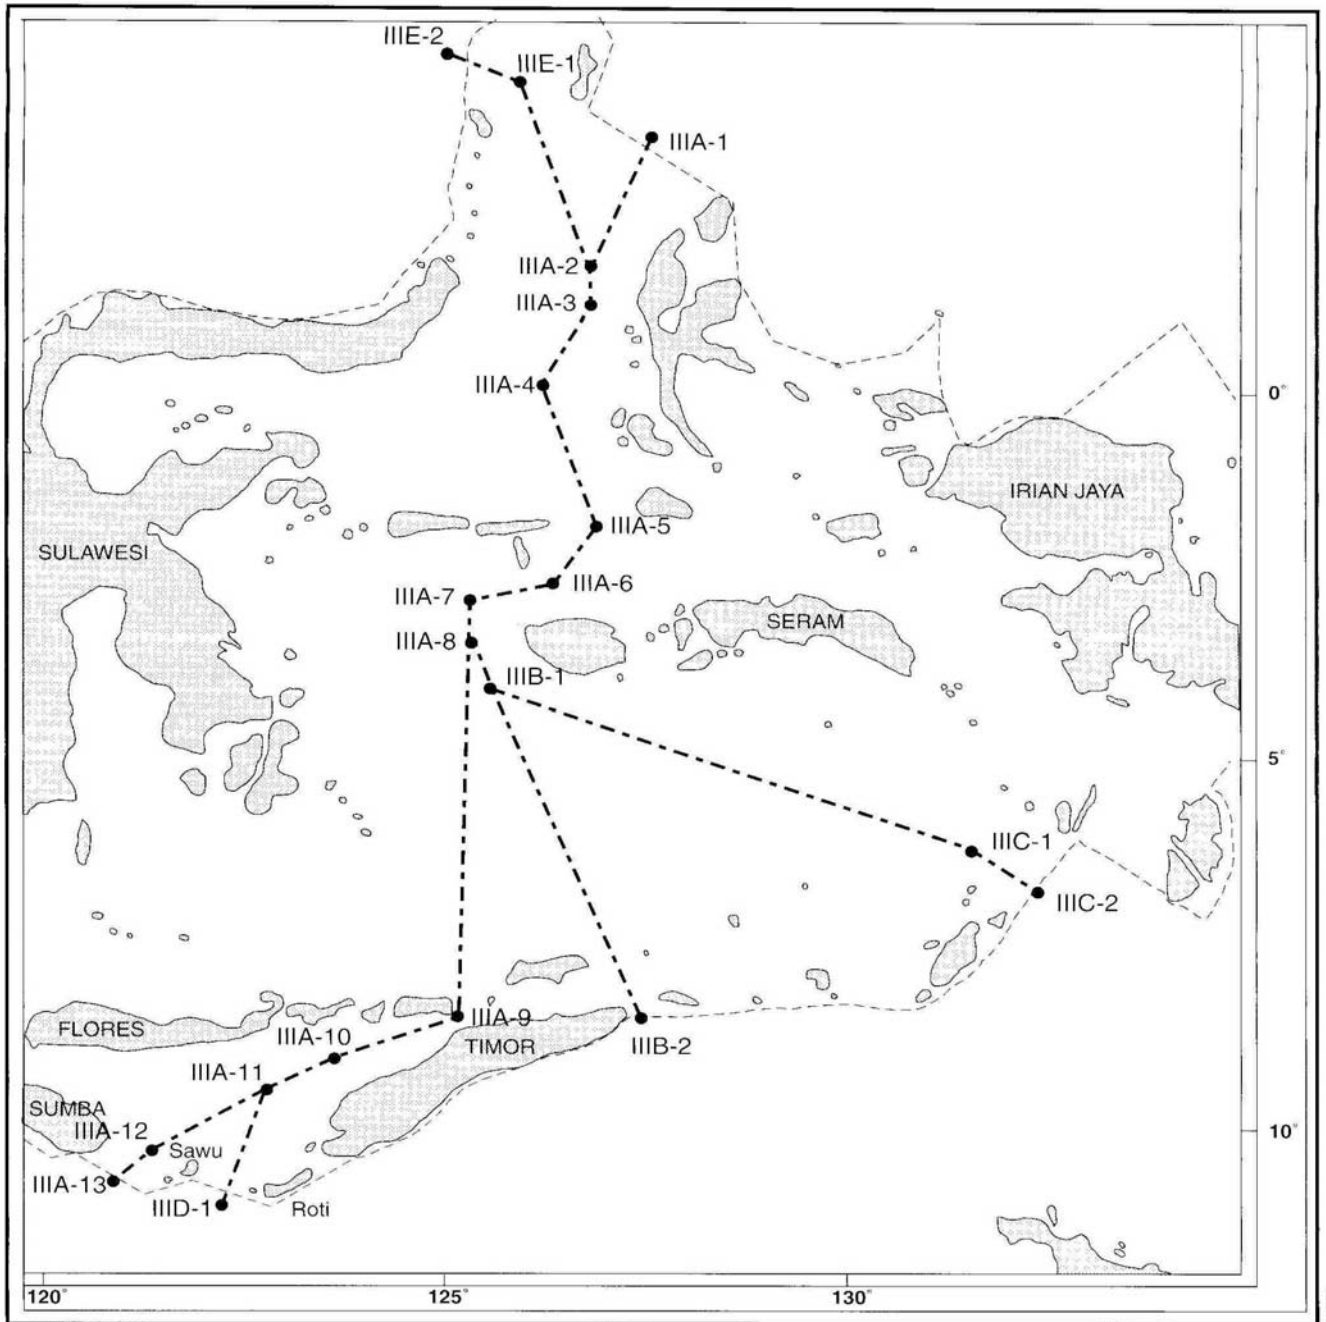 IIIE-2
IIIE-1
IIIA-1
IIIA-2
IIIA-3
IIIA-4
0°
IRIAN JAYA
IIIA-5
SULAWESI
IIIA-6
IIIA-7
SERAM
IIIA-8
IIIB-1
5°
IIIC-1
IIIC-2
IIIA-9
FLORES
IIIA-10
TIMOR
IIIB-2
IIIA-11
SUMBA
IIIA-12
10°
Sawu
IIIA-13
IIID-1
Roti
120°
125°
130°